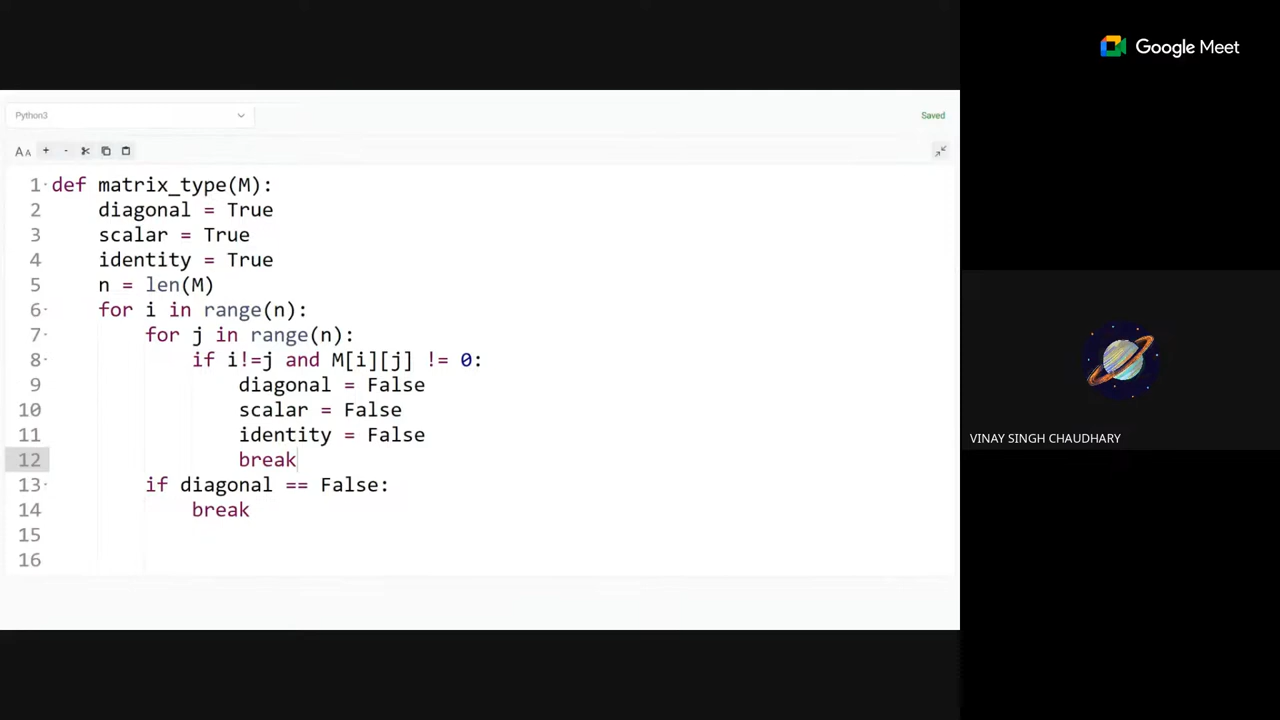 Google Meet
Python3
Saved
AA + -
1 def matrix_type(M):
2 diagonal = True
3 scalar = True
4 identity = True
5 n = len(M)
6 for i in range(n):
7 for j in range(n):
8 if i!=j and M[i][j] != 0:
9 diagonal = False
10 scalar = False
11 identity = False
12 break
13 if diagonal == False:
14 break
15
16
VINAY SINGH CHAUDHARY